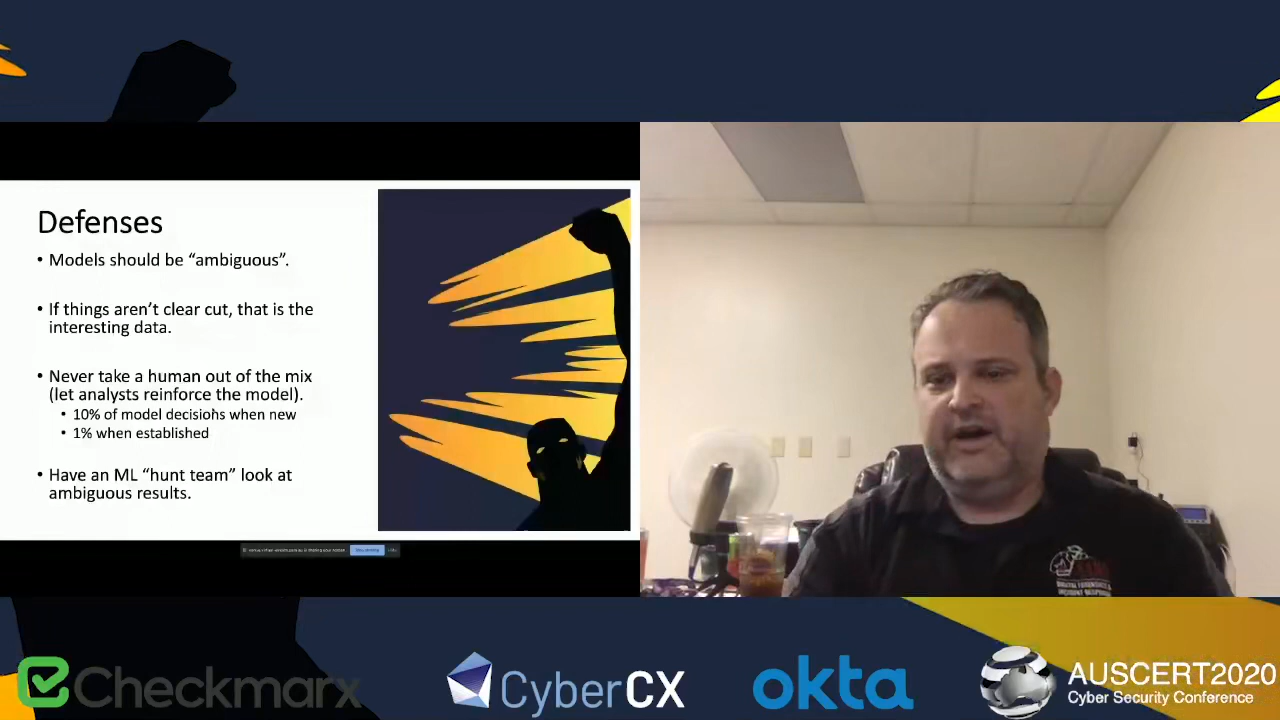 Defenses
• Models should be “ambiguous”.
• If things aren’t clear cut, that is the
interesting data.
• Never take a human out of the mix
(let analysts reinforce the model).
• 10% of model decisions when new
• 1% when established
• Have an ML “hunt team” look at
ambiguous results.
Checkmarx
CyberCX
okta
AUSCERT2020
Cyber Security Conference